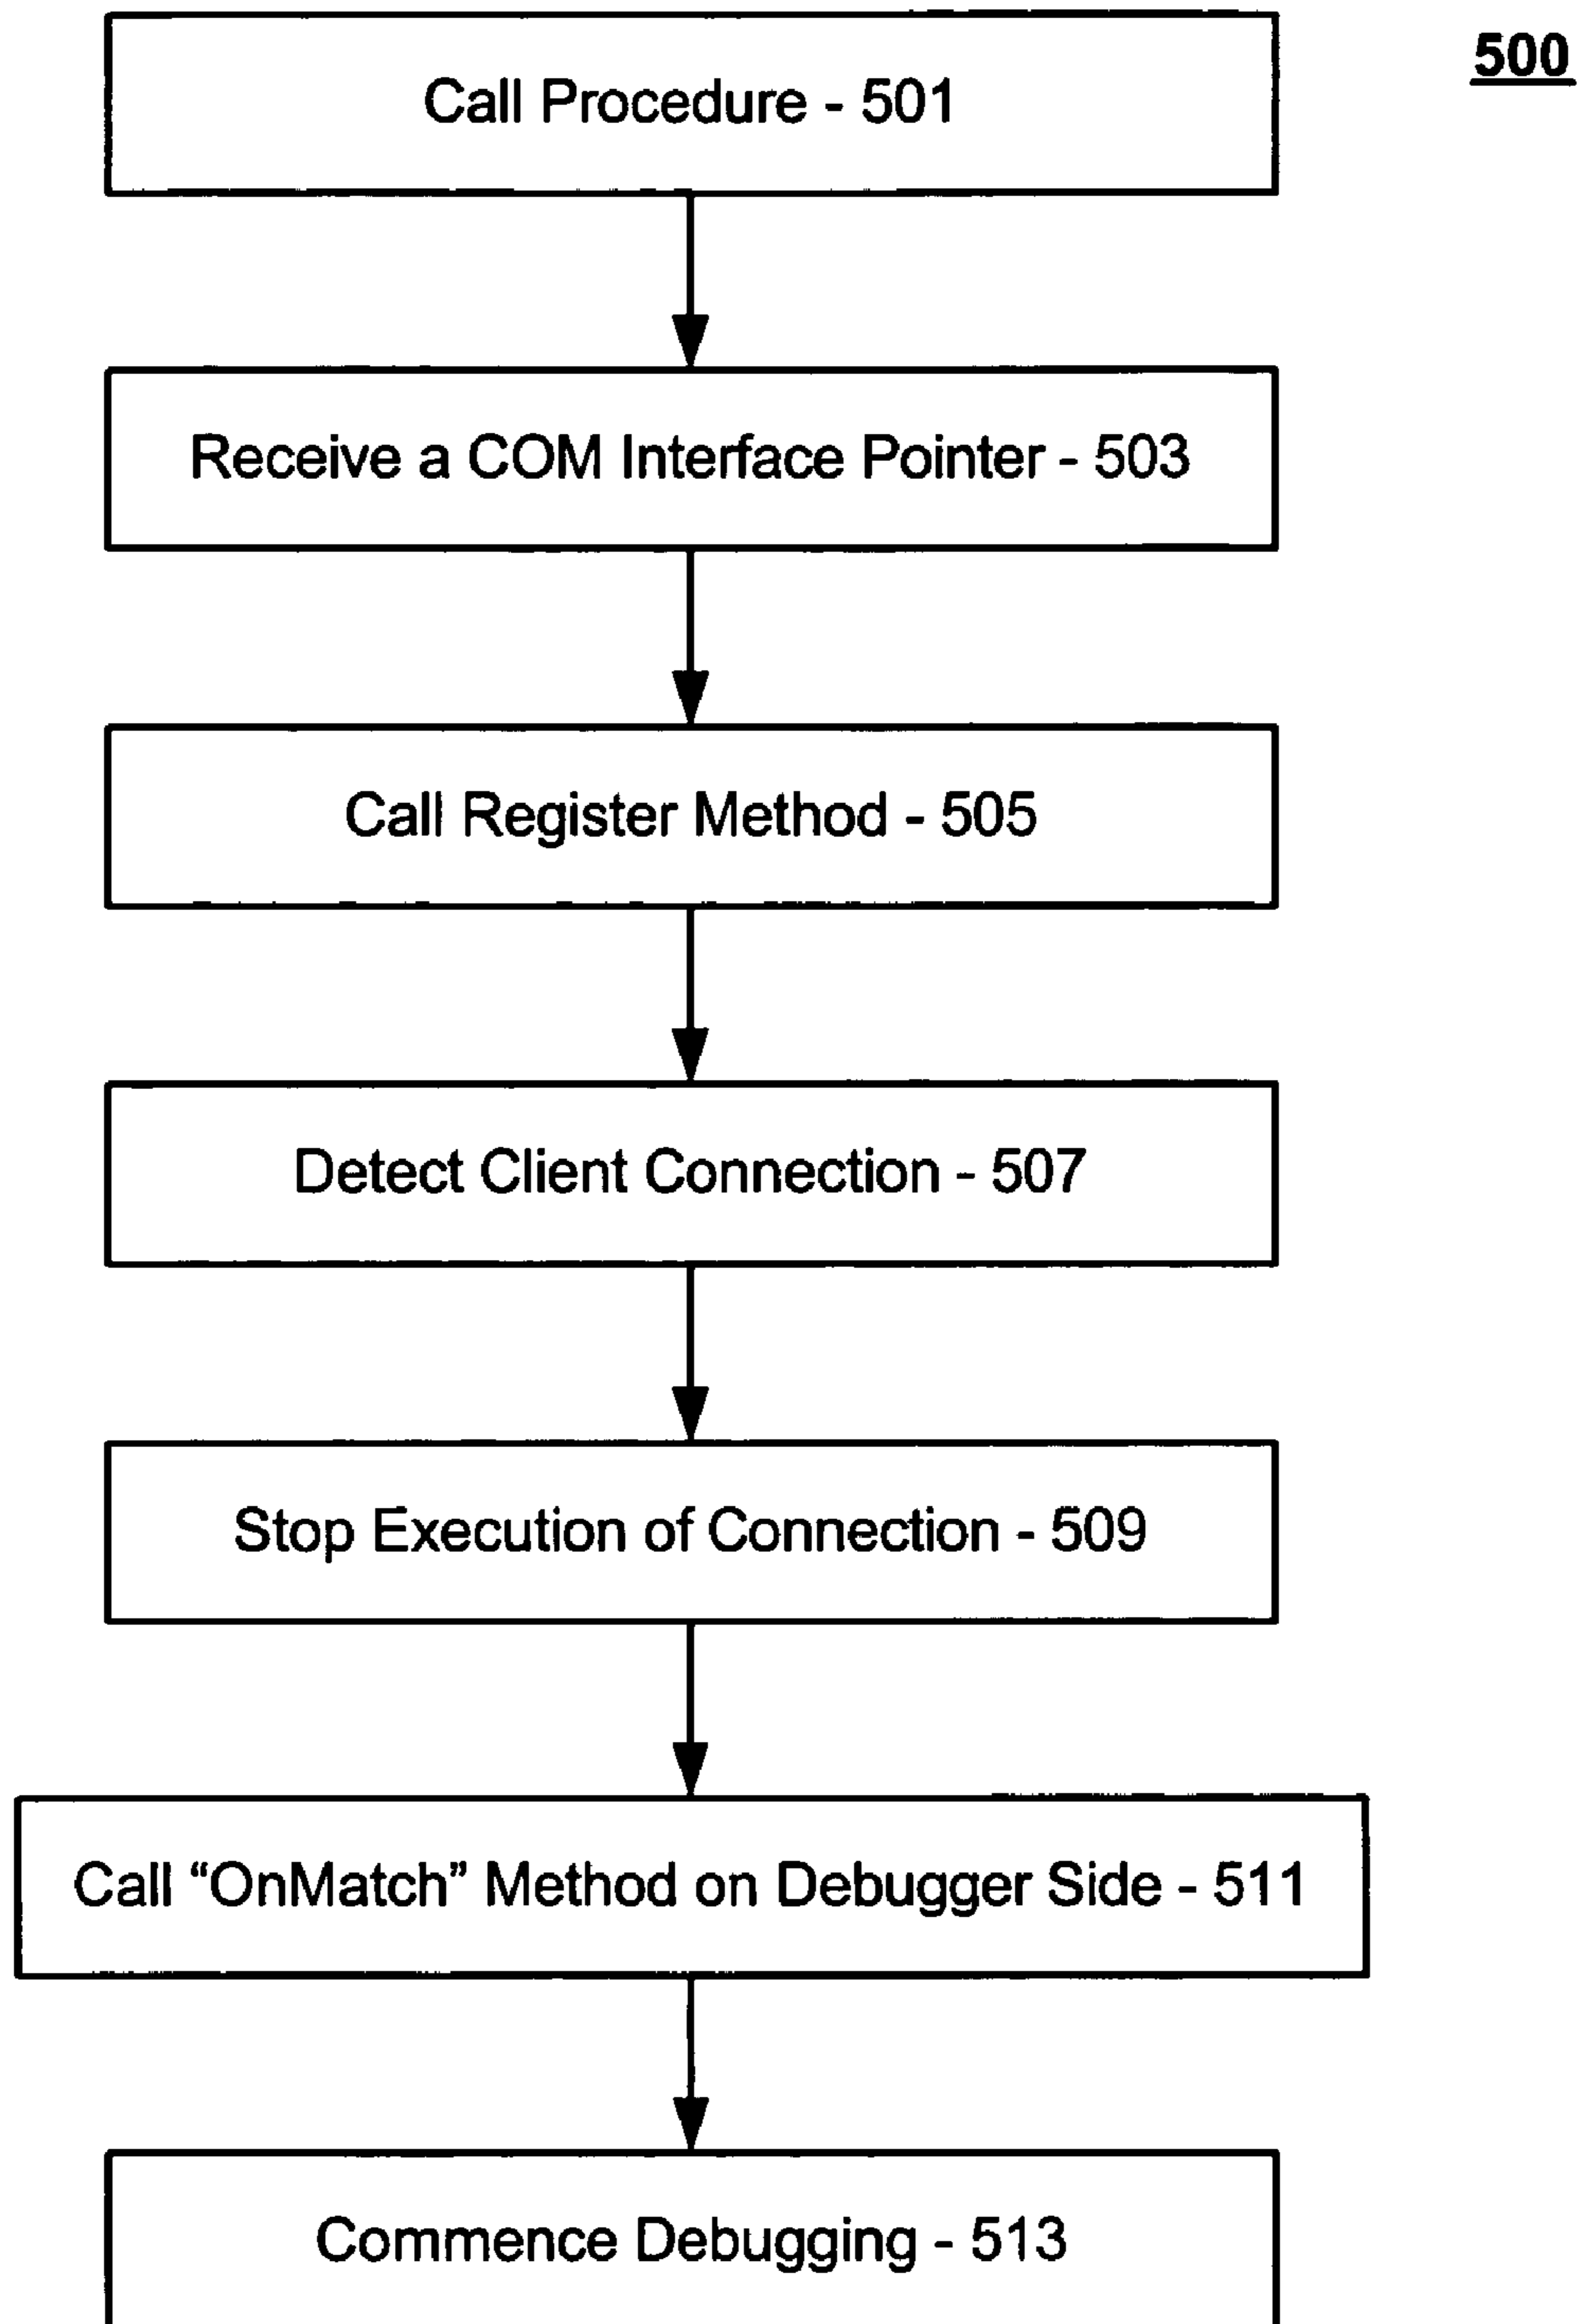 500
Call Procedure - 501
Receive a COM Interface Pointer - 503
Call Register Method - 505
Detect Client Connection - 507
Stop Execution of Connection - 509
Call “OnMatch” Method on Debugger Side - 511
Commence Debugging - 513